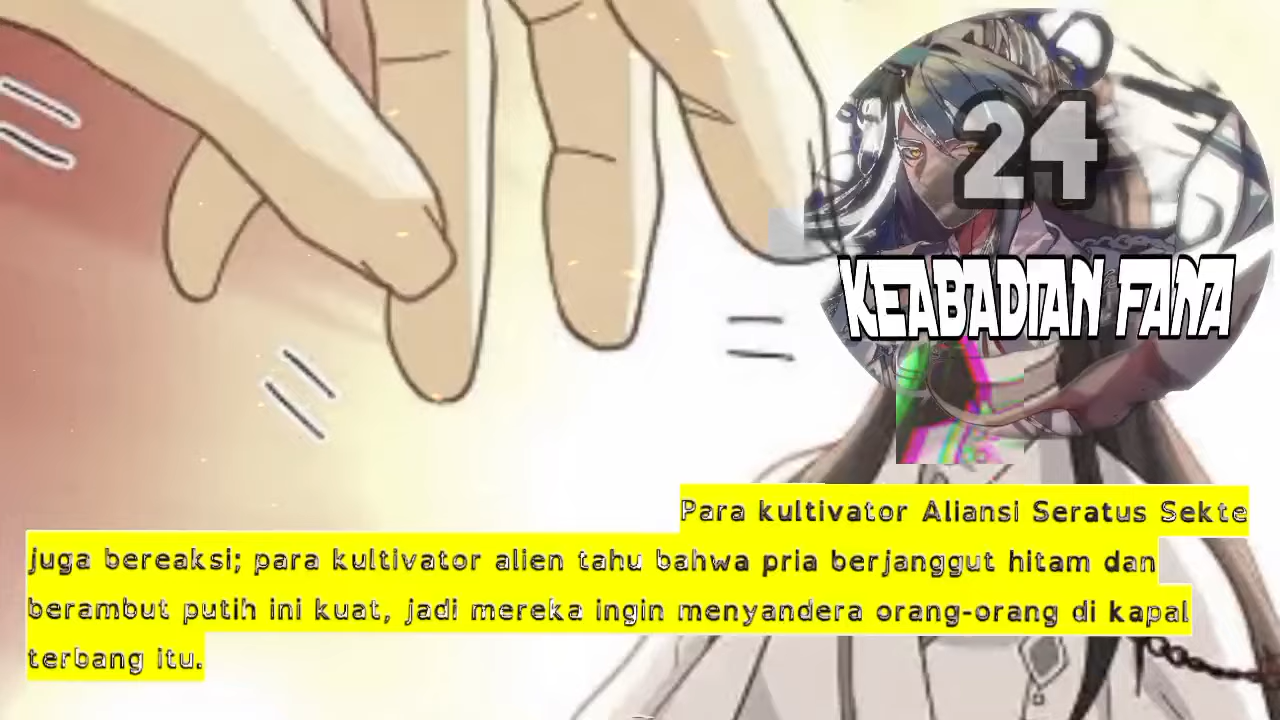 24
KEABADIAN FANA
Para kultivator Aliansi Seratus Sekte
juga bereaksi; para kultivator alien tahu bahwa pria berjanggut hitam dan
berambut putih ini kuat, jadi mereka ingin menyandera orang-orang di kapal
terbang itu.